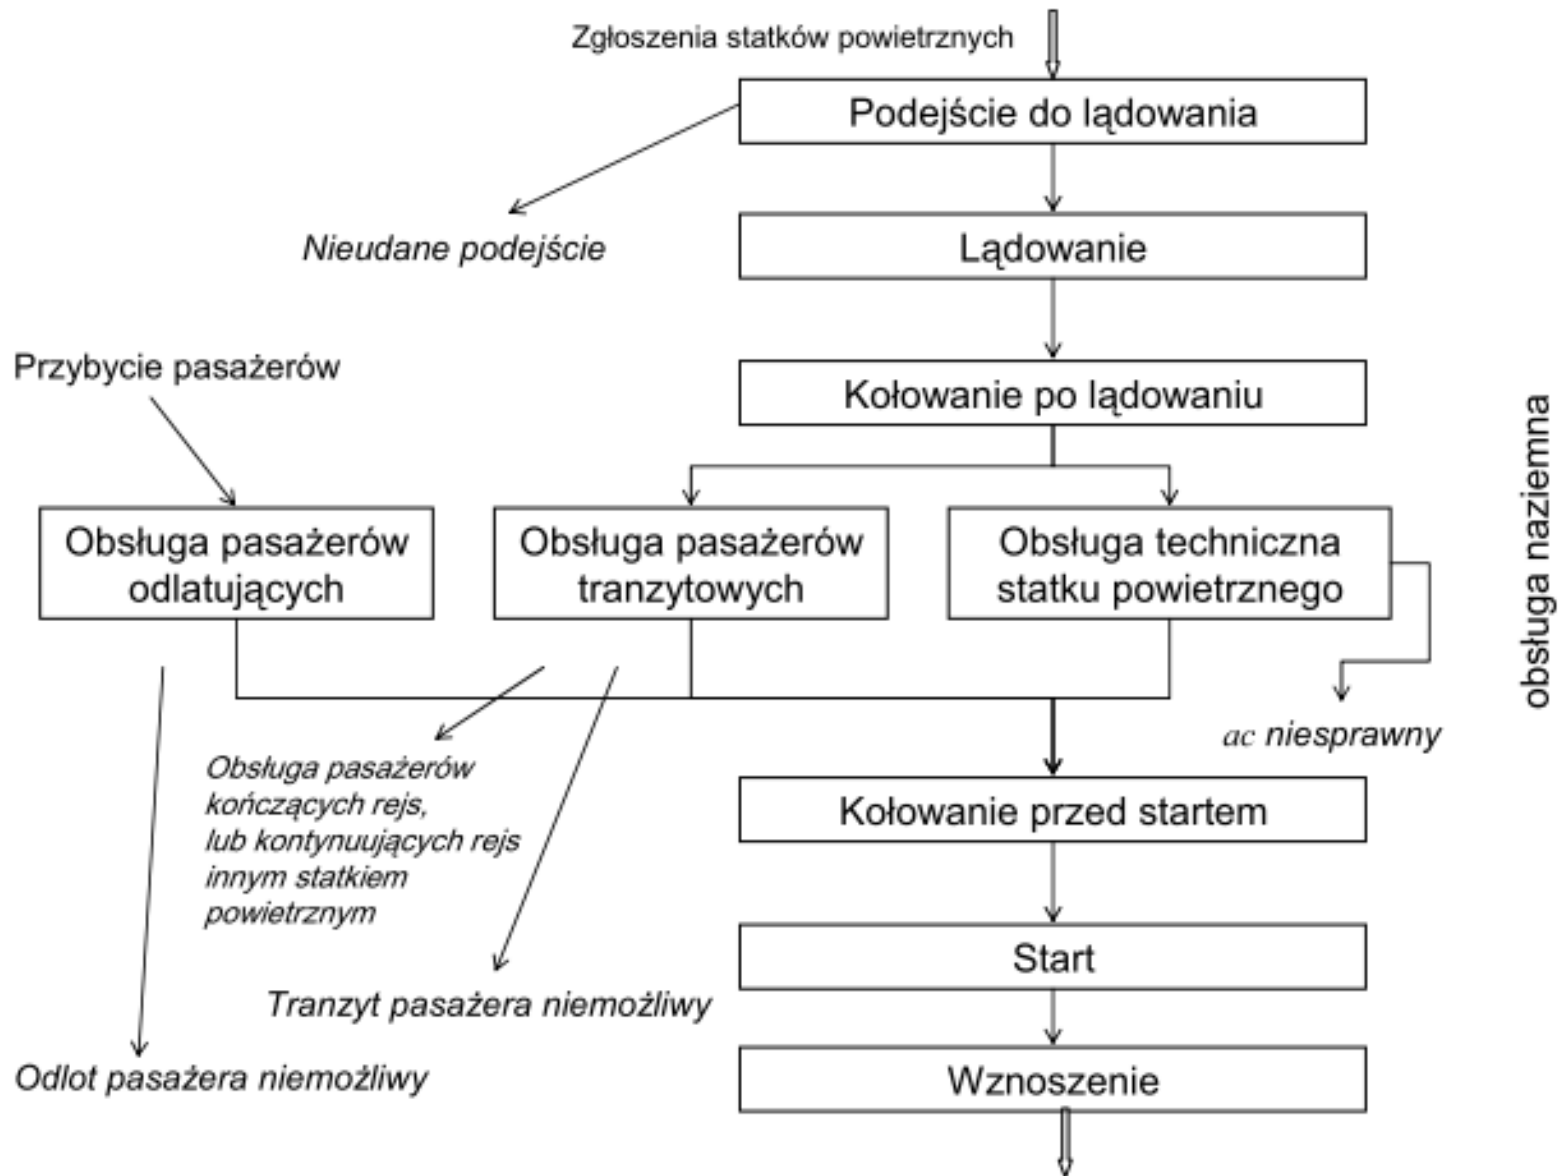 Zgłoszenia statków powietrznych
Podejście do lądowania
Nieudane podejście
Lądowanie
Przybycie pasażerów
Kołowanie po lądowaniu
obsługa naziemna
Obsługa pasażerów
odlatujących
Obsługa pasażerów
tranzytowych
Obsługa techniczna
statku powietrznego
ac niesprawny
Obsługa pasażerów
kończących rejs,
lub kontynuujących rejs
innym statkiem
powietrznym
Kołowanie przed startem
Start
Tranzyt pasażera niemożliwy
Odlot pasażera niemożliwy
Wznoszenie